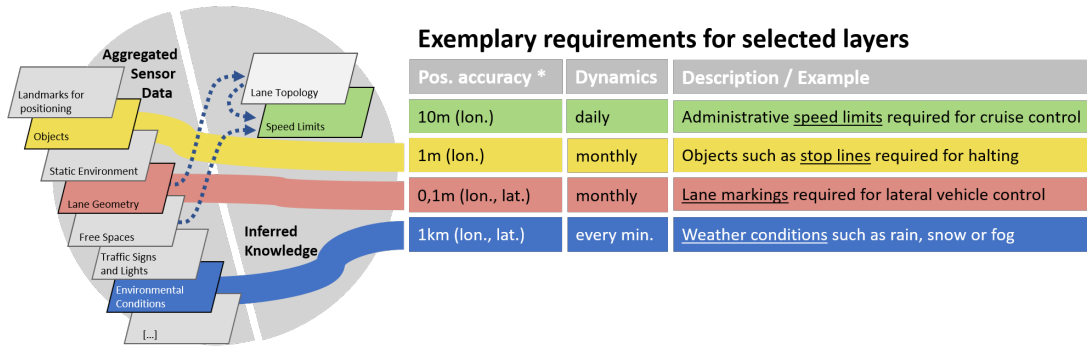 Exemplary requirements for selected layers
Aggregated
Sensor
Data
Landmarks for
positioning
Objects
Static Environment
Lane Geometry
Free Spaces
Traffic Signs
and Lights
Environmental
Conditions
[...]
Lane Topology
Speed Limits
Inferred
Knowledge
Pos. accuracy * Dynamics Description / Example
10m (lon.) daily Administrative speed limits required for cruise control
1m (lon.) monthly Objects such as stop lines required for halting
0,1m (lon., lat.) monthly Lane markings required for lateral vehicle control
1km (lon., lat.) every min. Weather conditions such as rain, snow or fog